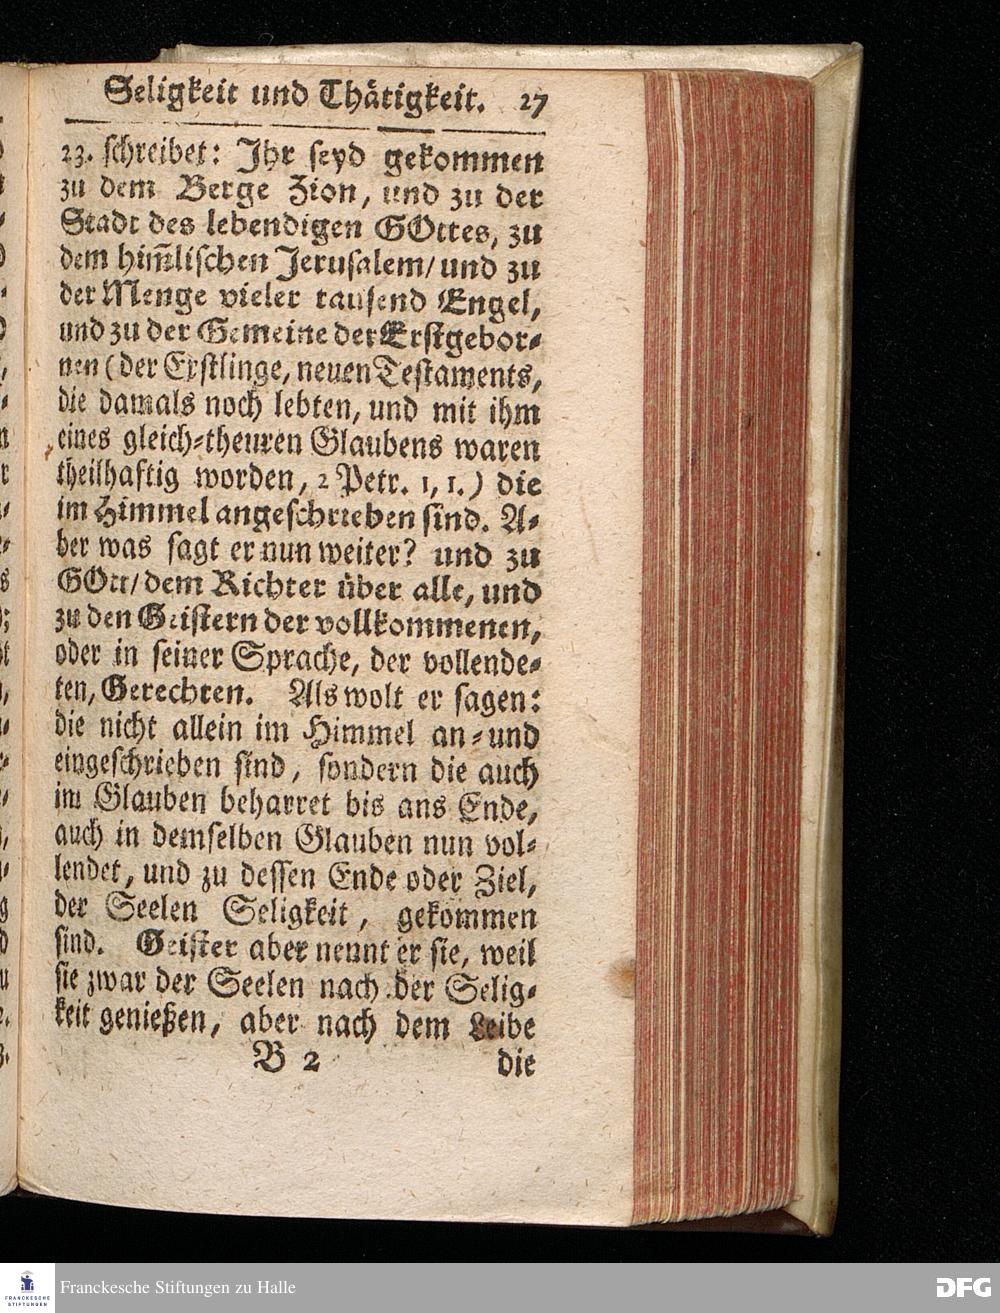 Seligkeit und Thätigkeit. 27
23. schreibet: Ihr seyd gekommen
zu dem Berge Zion, und zu der
Stadt des lebendigen GOttes, zu
dem him̃lischen Jerusalem/ und zu
der Menge vieler tausend Engel,
und zu der Gemeine der Erstgebor-
nen (der Erstlinge, neuen Testaments,
die damals noch lebten, und mit ihm
eines gleich-theuren Glaubens waren
theilhaftig worden, 2 Petr. 1, 1.) die
im Himmel angeschrieben sind. A-
ber was sagt er nun weiter? und zu
GOtt/ dem Richter über alle, und
zu den Geistern der vollkommenen,
oder in seiner Sprache, der vollende-
ten, Gerechten. Als wolt er sagen:
die nicht allein im Himmel an- und
eingeschrieben sind, sondern die auch
im Glauben beharret bis ans Ende,
auch in demselben Glauben nun vol-
lendet, und zu dessen Ende oder Ziel,
der Seelen Seligkeit, gekommen
sind. Geister aber nennt er sie, weil
sie zwar der Seelen nach der Selig-
keit genießen, aber nach dem Leibe
B 2 die
FRANCKESCHE
STIFTUNGEN
Franckesche Stiftungen zu Halle
DFG